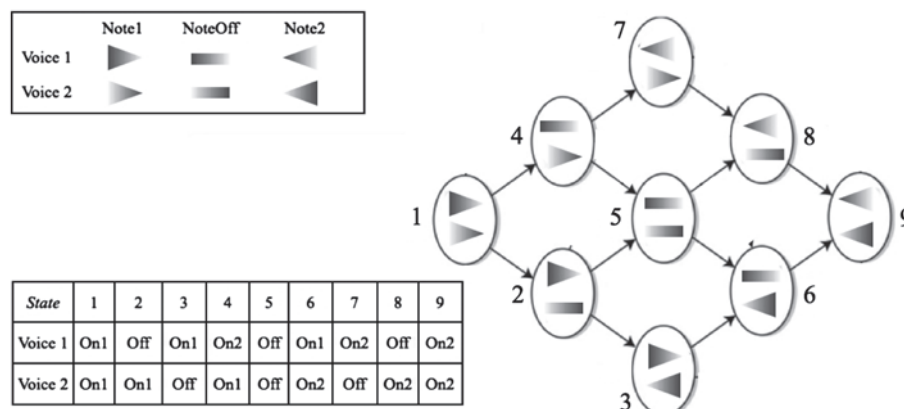 Note1 NoteOff Note2
Voice 1
Voice 2
7
4
8
1
5
9
2
6
3
State 1 2 3 4 5 6 7 8 9
Voice 1 On1 Off On1 On2 Off On1 On2 Off On2
Voice 2 On1 On1 Off On1 Off On2 Off On2 On2